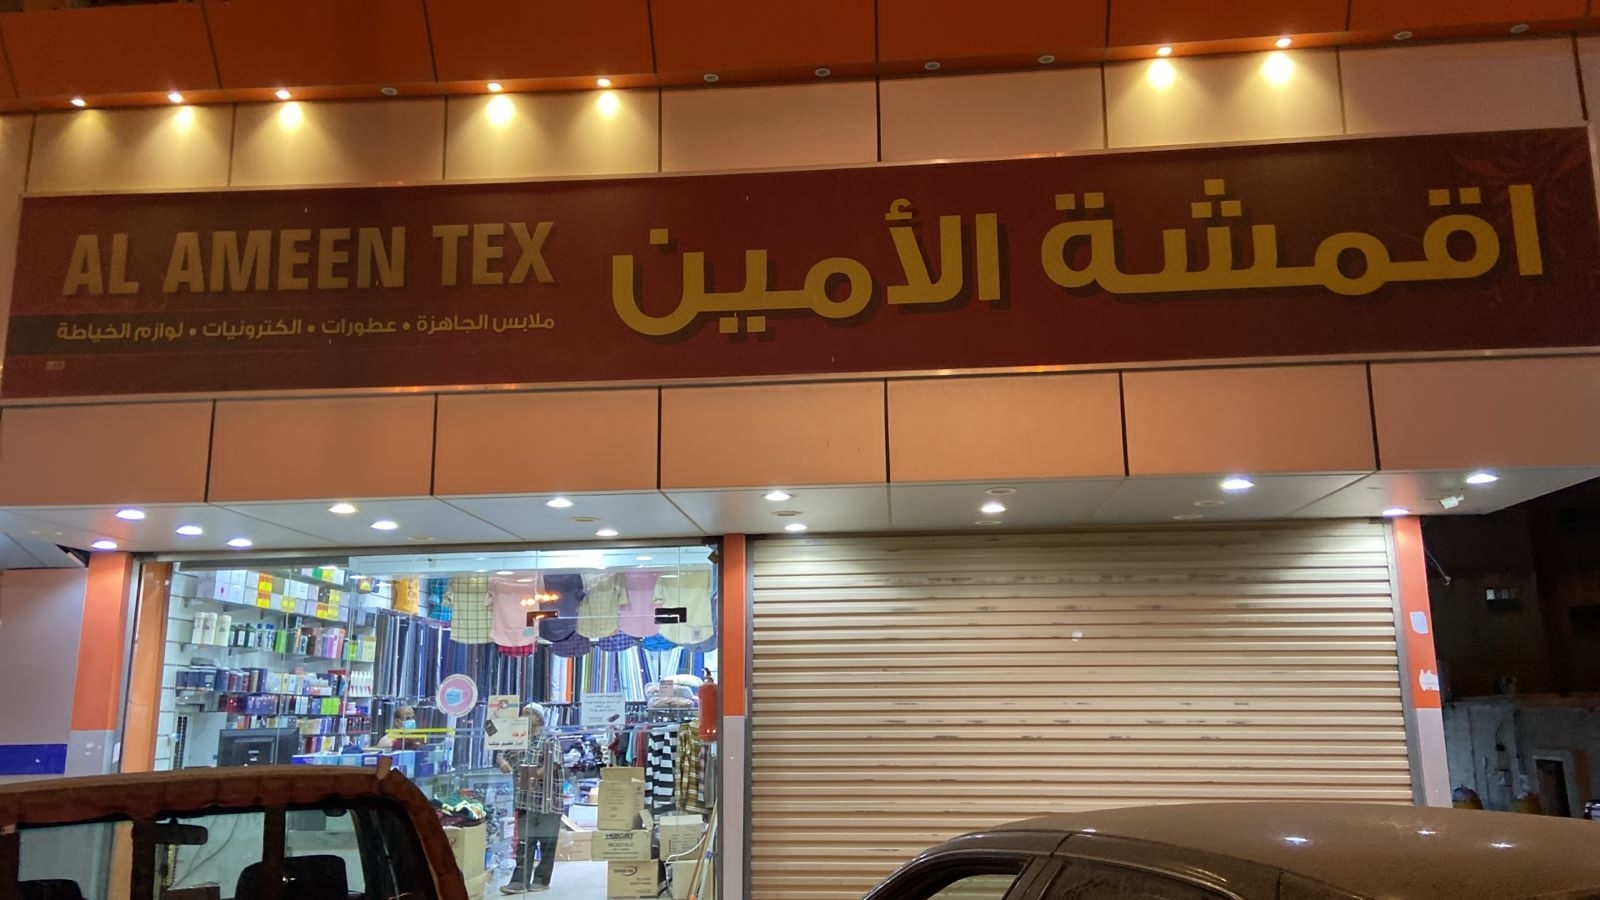 اقمشة الأمين
AL AMEEN TEX
ملابس الجاهزة • عطورات • الكترونيات • لوازم الخياطة